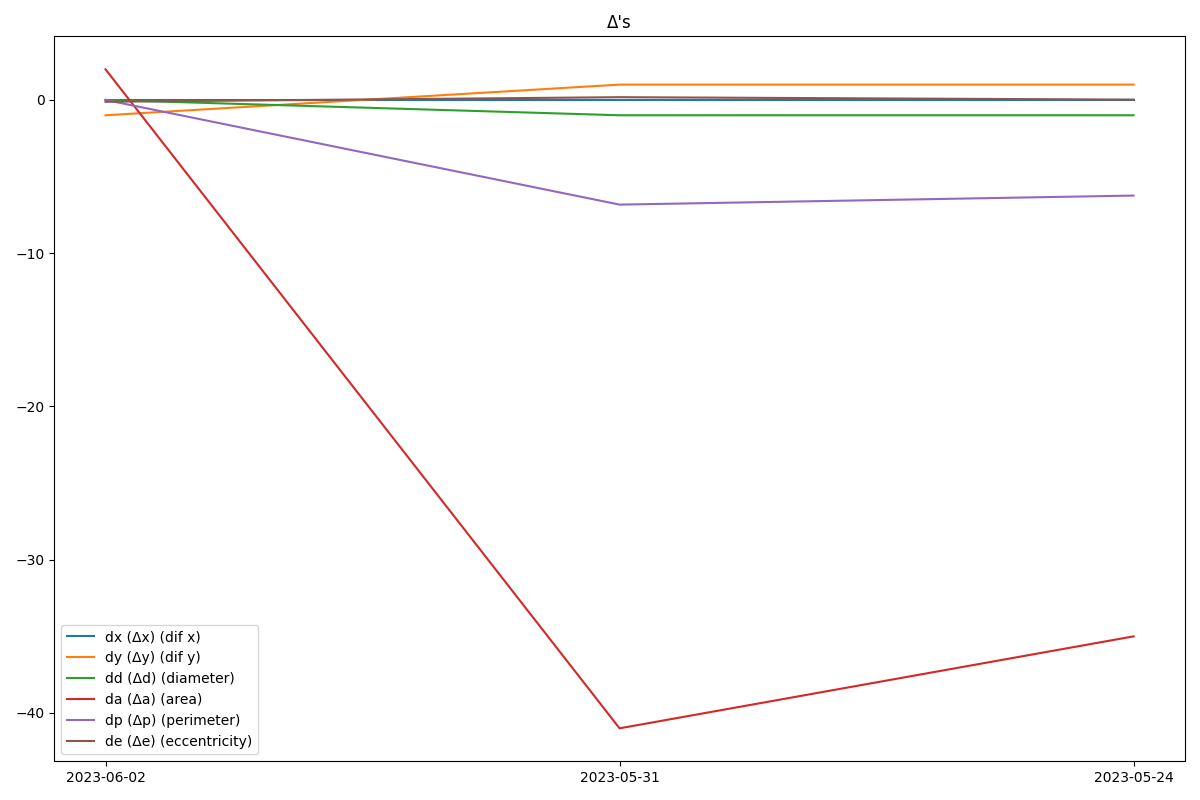 Δ's
0
−10
−20
−30
−40
dx (Δx) (dif x)
dy (Δy) (dif y)
dd (Δd) (diameter)
da (Δa) (area)
dp (Δp) (perimeter)
de (Δe) (eccentricity)
2023-06-02 2023-05-31 2023-05-24